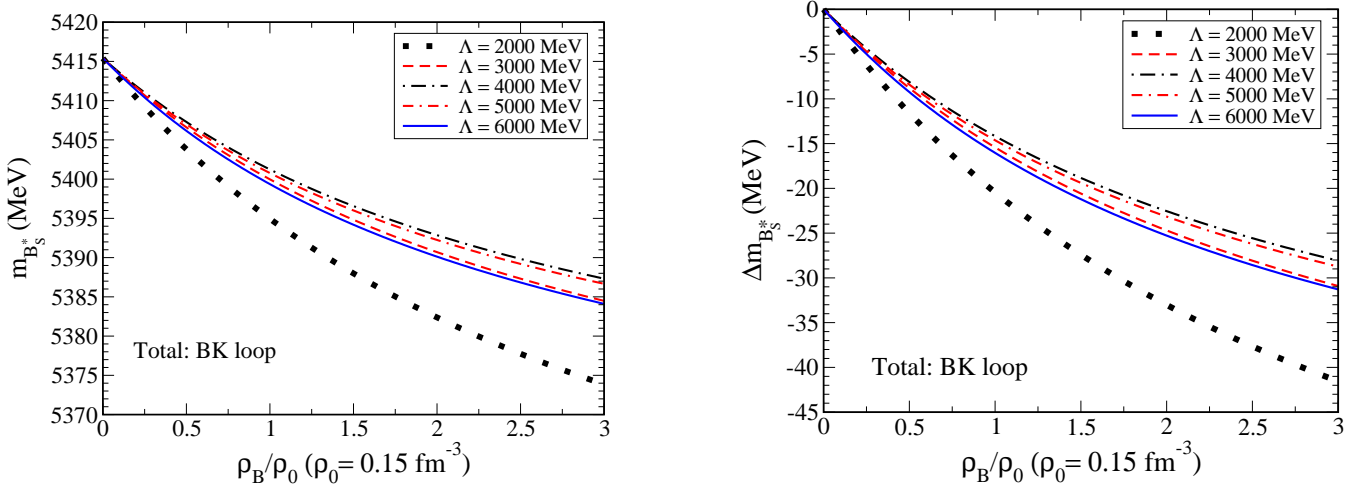 5420
5415
5410
5405
5400
5395
5390
5385
5380
5375
5370
m_{B_s^*} (MeV)
Λ = 2000 MeV
Λ = 3000 MeV
Λ = 4000 MeV
Λ = 5000 MeV
Λ = 6000 MeV
Total: BK loop
0 0.5 1 1.5 2 2.5 3
ρ_B/ρ_0 (ρ_0= 0.15 fm^{-3})
0
-5
-10
-15
-20
-25
-30
-35
-40
-45
Δm_{B_s^*} (MeV)
Λ = 2000 MeV
Λ = 3000 MeV
Λ = 4000 MeV
Λ = 5000 MeV
Λ = 6000 MeV
Total: BK loop
0 0.5 1 1.5 2 2.5 3
ρ_B/ρ_0 (ρ_0= 0.15 fm^{-3})